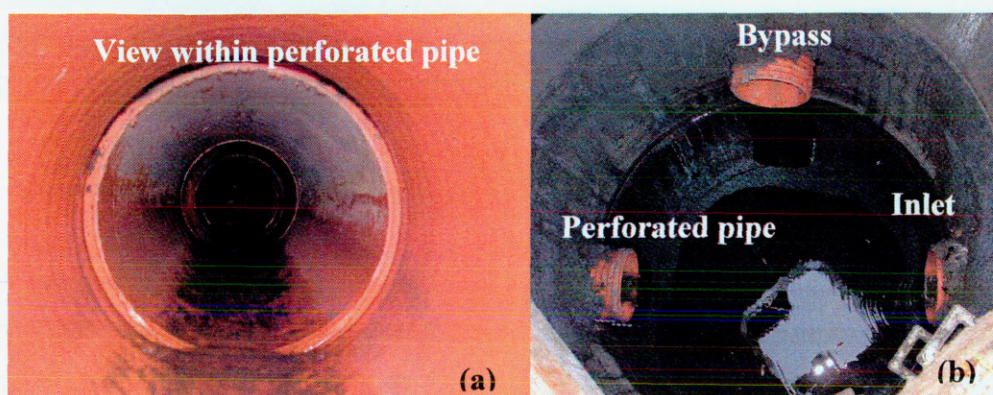 View within perforated pipe
(a)
Bypass
Inlet
Perforated pipe
(b)